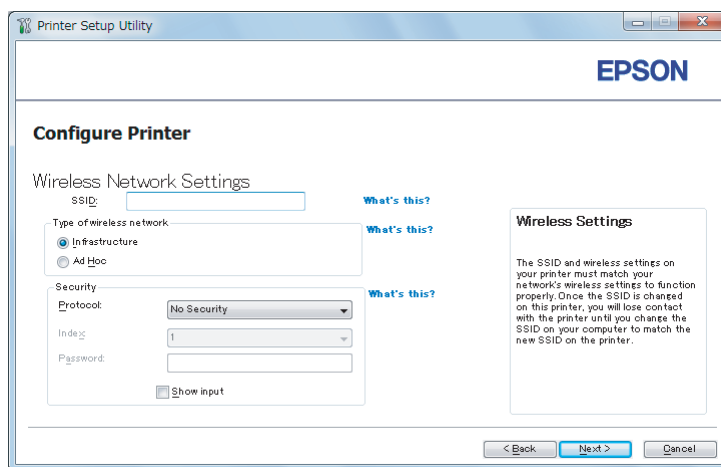 Printer Setup Utility
EPSON
Configure Printer
Wireless Network Settings
SSID:
What's this?
Type of wireless network
What's this?
Infrastructure
Ad Hoc
Security
What's this?
Protocol:
No Security
Index:
1
Password:
Show input
Wireless Settings
The SSID and wireless settings on
your printer must match your
network's wireless settings to function
properly. Once the SSID is changed
on this printer, you will lose contact
with the printer until you change the
SSID on your computer to match the
new SSID on the printer.
< Back
Next >
Cancel